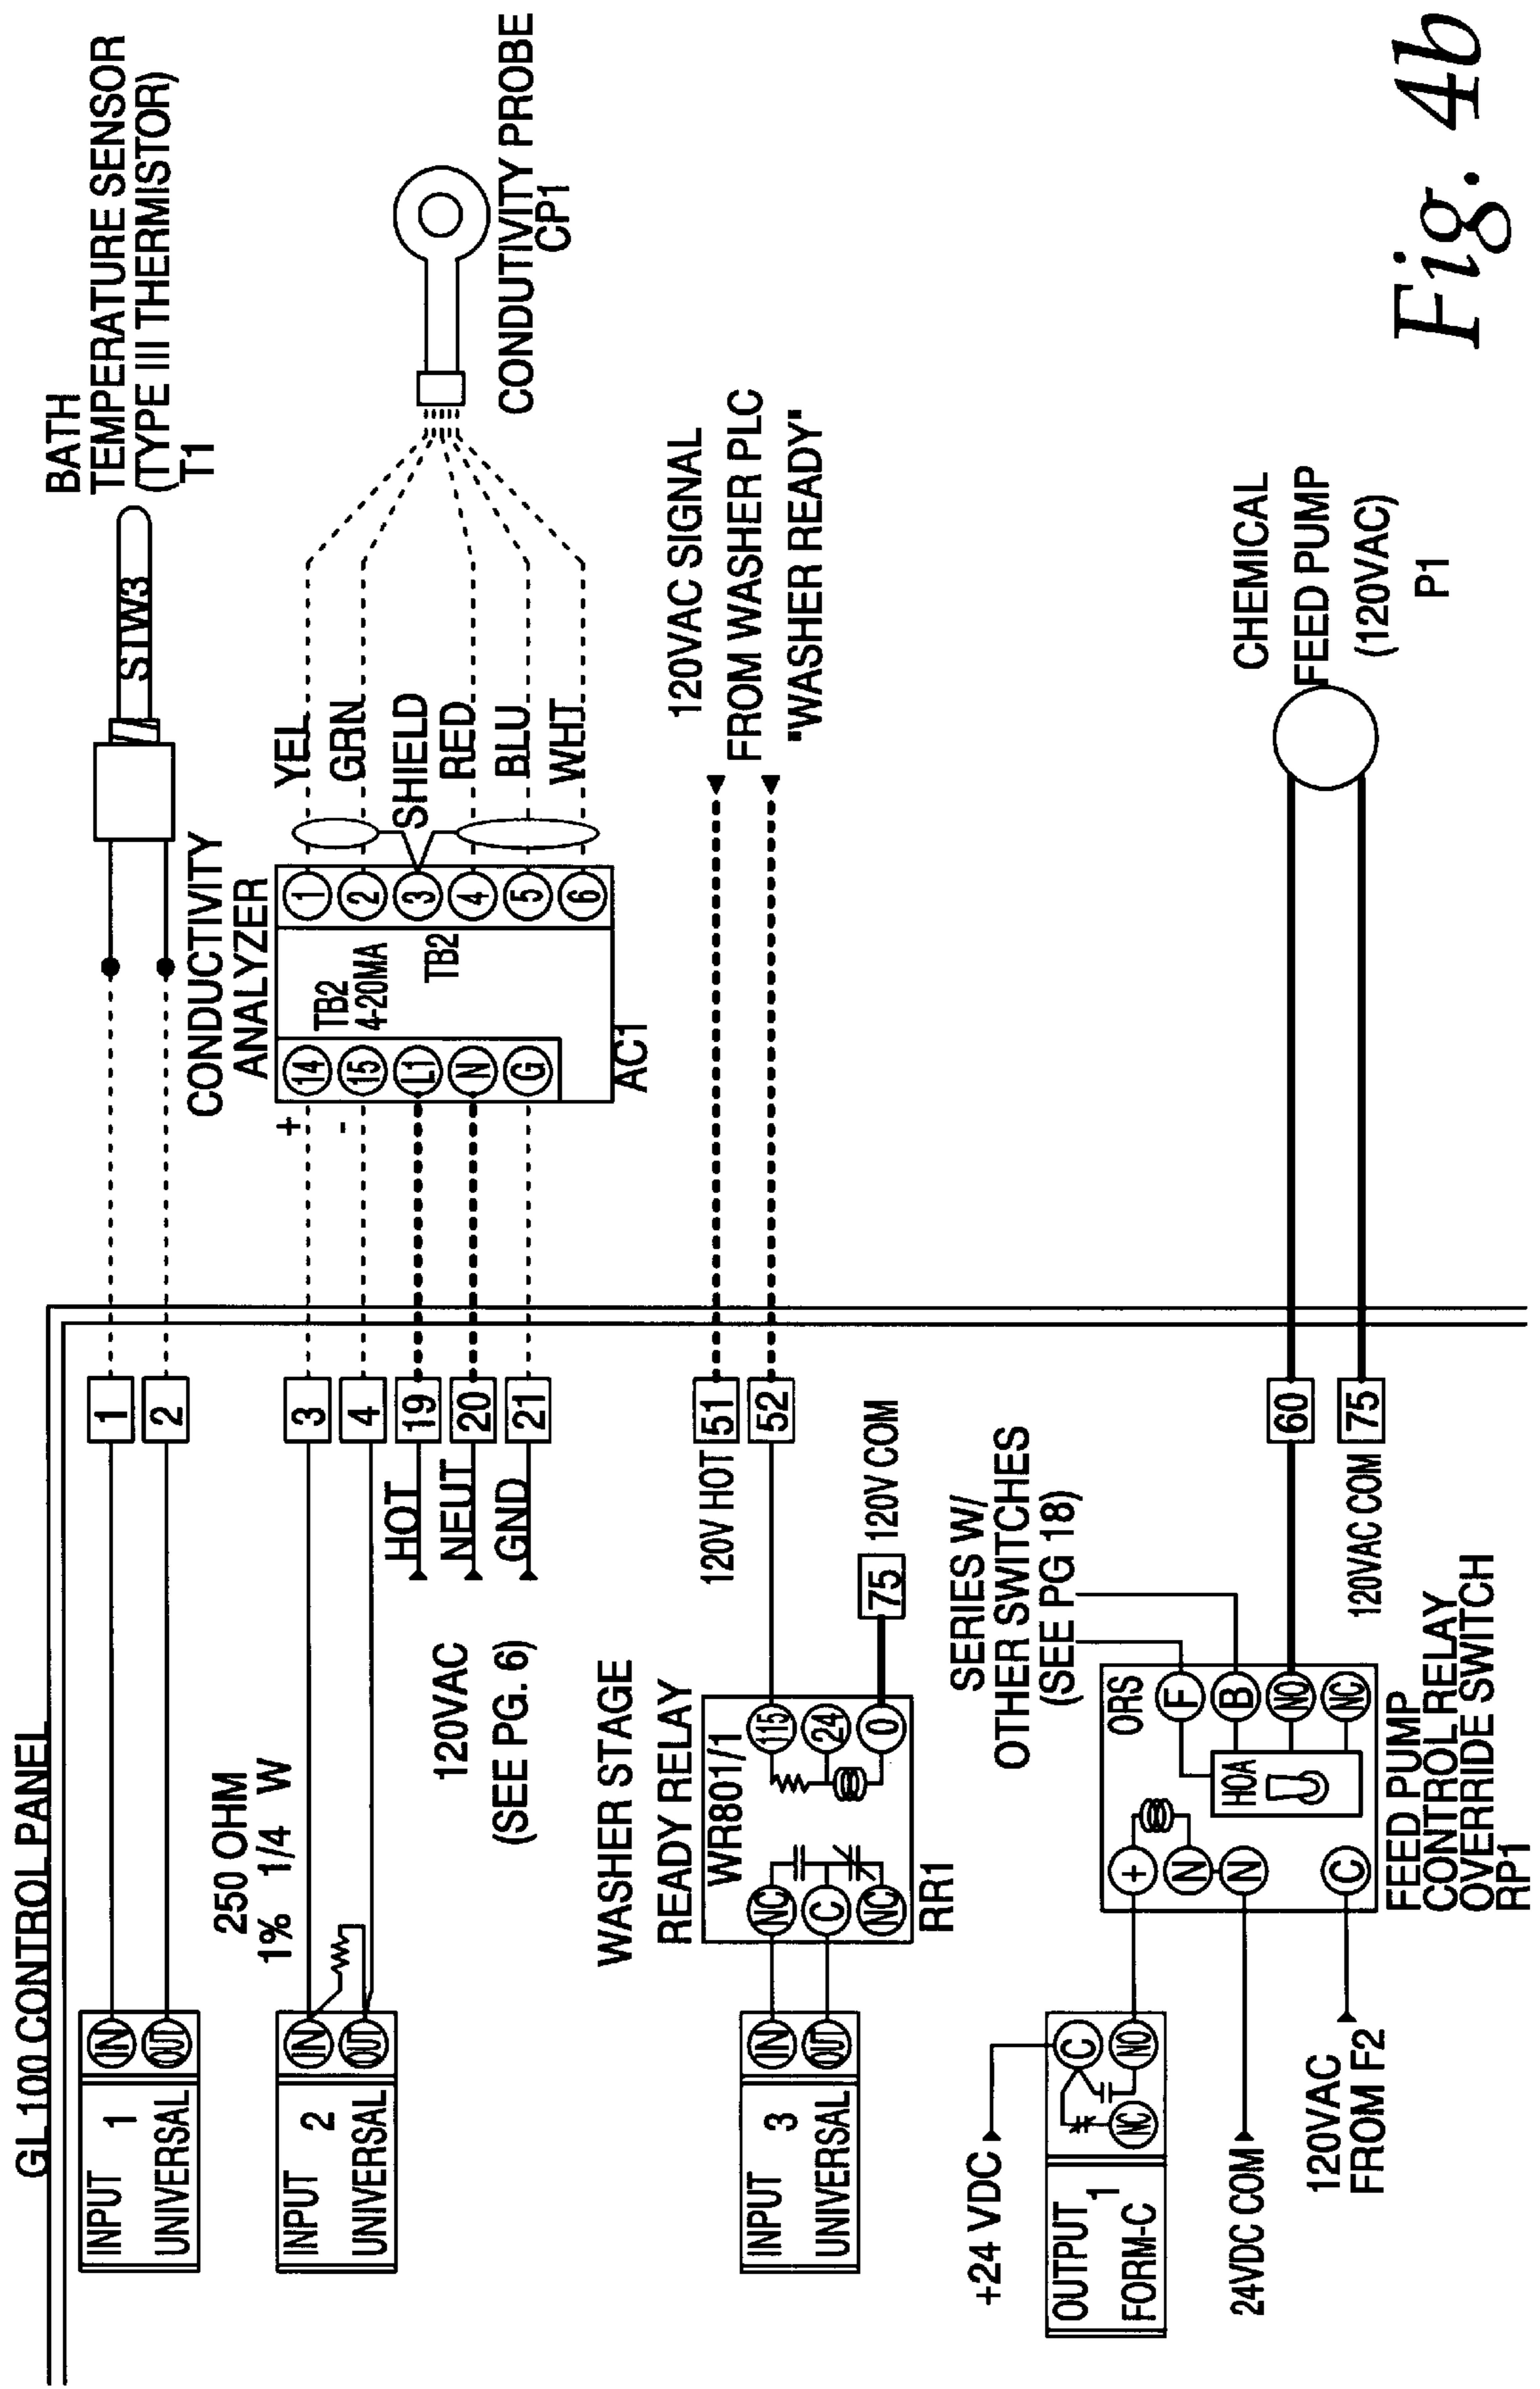 GL 100 CONTROL PANEL
INPUT 1
UNIVERSAL
IN
OUT
1
2
BATH
TEMPERATURE SENSOR
(TYPE III THERMISTOR)
T1
S1W3
INPUT 2
UNIVERSAL
IN
OUT
250 OHM
1% 1/4 W
3
4
19
20
21
HOT
NEUT
GND
120VAC
(SEE PG. 6)
+
-
CONDUCTIVITY
ANALYZER
14
15
L1
N
G
TB2
4-20MA
TB2
1
2
3
4
5
6
AC1
YEL
GRN
SHIELD
RED
BLU
WHT
CONDUTIVITY PROBE
CP1
INPUT 3
UNIVERSAL
IN
OUT
WASHER STAGE
READY RELAY
WR801/1
NC
C
NC
115
24
0
RR1
120V HOT
51
52
75
120V COM
120VAC SIGNAL
FROM WASHER PLC
"WASHER READY"
+24 VDC
OUTPUT 1
FORM-C
C
NO
NC
24VDC COM
120VAC
FROM F2
SERIES W/
OTHER SWITCHES
(SEE PG 18)
ORS
+
N
N
C
HOA
F
B
NO
NC
FEED PUMP
CONTROL RELAY
OVERRIDE SWITCH
RP1
60
75
120VAC COM
CHEMICAL
FEED PUMP
(120VAC)
P1
Fig. 4b